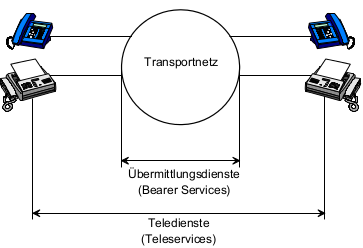 Transportnetz
Übermittlungsdienste
(Bearer Services)
Teledienste
(Teleservices)